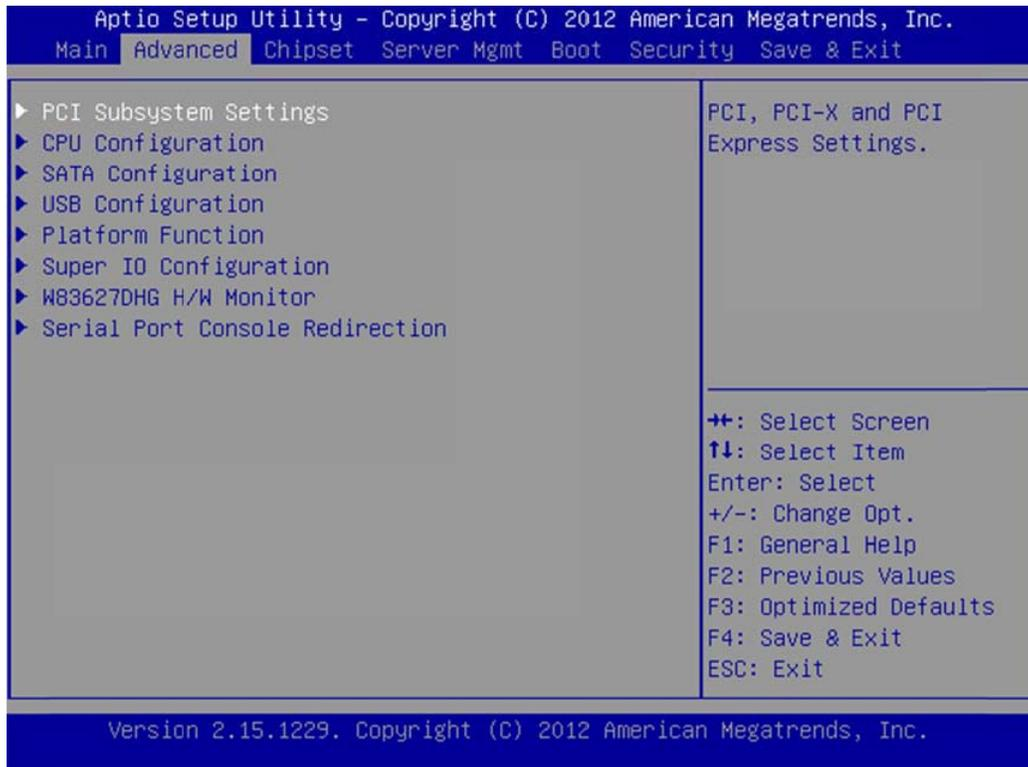 Aptio Setup Utility – Copyright (C) 2012 American Megatrends, Inc.
Main Advanced Chipset Server Mgmt Boot Security Save & Exit
▶ PCI Subsystem Settings
▶ CPU Configuration
▶ SATA Configuration
▶ USB Configuration
▶ Platform Function
▶ Super IO Configuration
▶ W83627DHG H/W Monitor
▶ Serial Port Console Redirection
PCI, PCI-X and PCI
Express Settings.
→←: Select Screen
↑↓: Select Item
Enter: Select
+/-: Change Opt.
F1: General Help
F2: Previous Values
F3: Optimized Defaults
F4: Save & Exit
ESC: Exit
Version 2.15.1229. Copyright (C) 2012 American Megatrends, Inc.